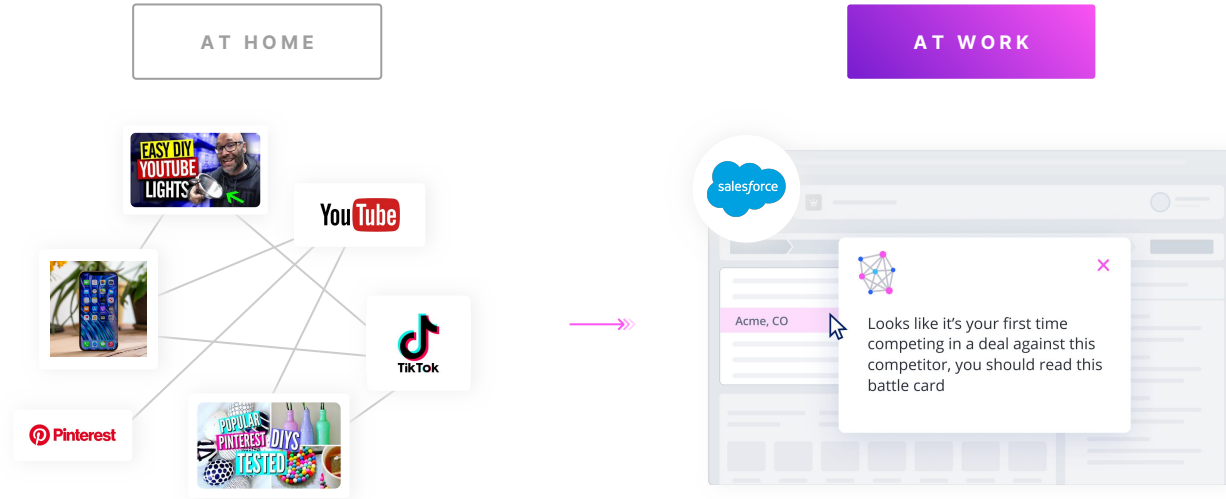 AT HOME
AT WORK
EASY DIY
YOUTUBE
LIGHTS
YouTube
TikTok
Pinterest
POPULAR
PINTEREST DIYS
TESTED
salesforce
Acme, CO
Looks like it’s your first time
competing in a deal against this
competitor, you should read this
battle card